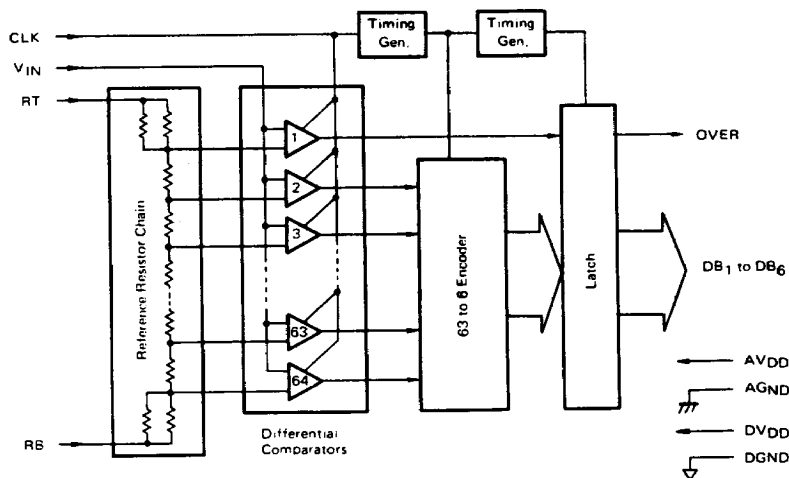 CLK
Timing
Gen.
Timing
Gen.
VIN
RT
1
OVER
2
3
Reference Resistor Chain
63 to 6 Encoder
Latch
DB1 to DB6
63
64
AVDD
AGND
RB
Differential
Comparators
DVDD
DGND